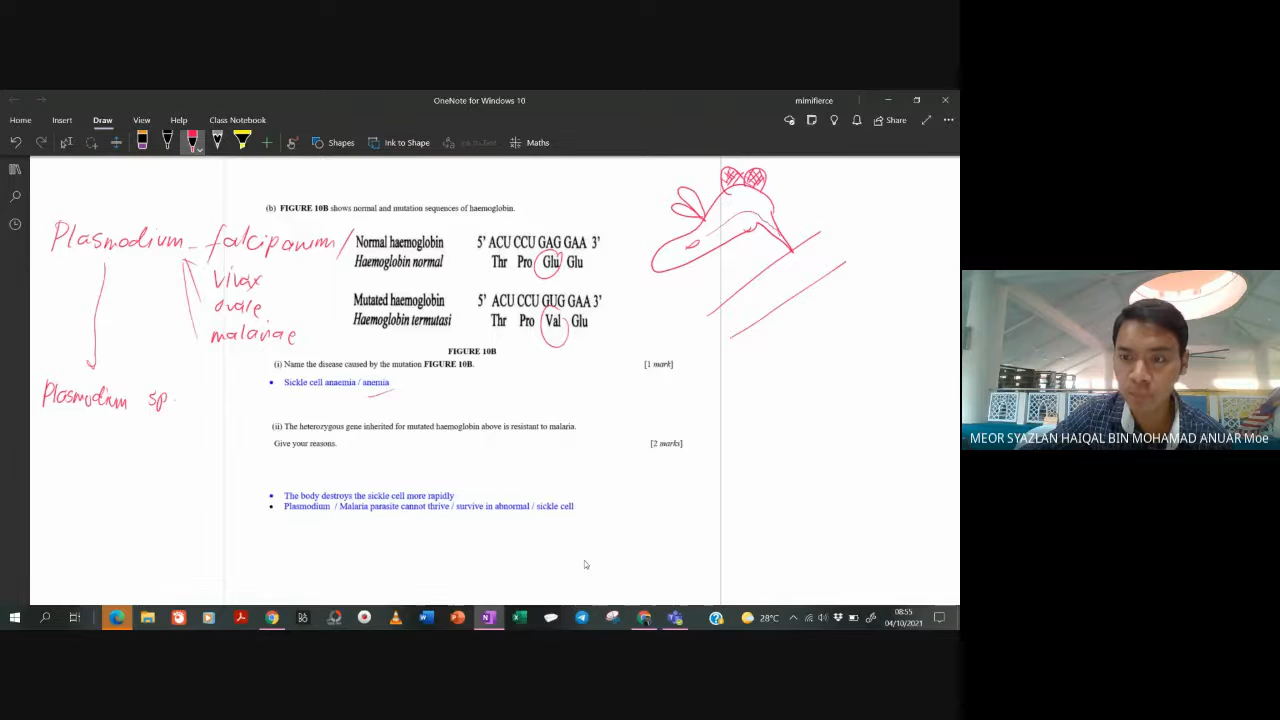 OneNote for Windows 10
mimifierce
Home Insert Draw View Help Class Notebook
Share
Shapes Ink to Shape Ink to Text Maths
(b) FIGURE 10B shows normal and mutation sequences of haemoglobin.
Plasmodium - falciparum /
vivax
ovale
malariae
Plasmodium sp.
Normal haemoglobin 5' ACU CCU GAG GAA 3'
Haemoglobin normal Thr Pro Glu Glu
Mutated haemoglobin 5' ACU CCU GUG GAA 3'
Haemoglobin termutasi Thr Pro Val Glu
FIGURE 10B
(i) Name the disease caused by the mutation FIGURE 10B. [1 mark]
• Sickle cell anaemia / anemia
(ii) The heterozygous gene inherited for mutated haemoglobin above is resistant to malaria.
Give your reasons. [2 marks]
• The body destroys the sickle cell more rapidly
• Plasmodium / Malaria parasite cannot thrive / survive in abnormal / sickle cell
MEOR SYAZLAN HAIQAL BIN MOHAMAD ANUAR Moe
28°C
08:55
04/10/2021